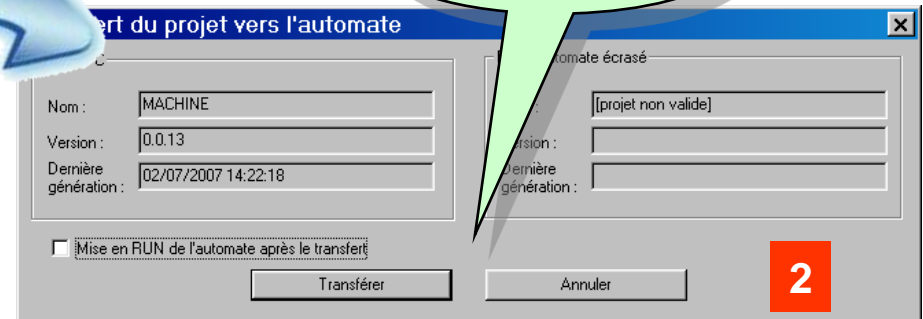 ert du projet vers l'automate
C
omate écrasé
Nom : MACHINE
: [projet non valide]
Version : 0.0.13
ersion :
Dernière
génération : 02/07/2007 14:22:18
Dernière
génération :
Mise en RUN de l'automate après le transfert
Transférer
Annuler
2